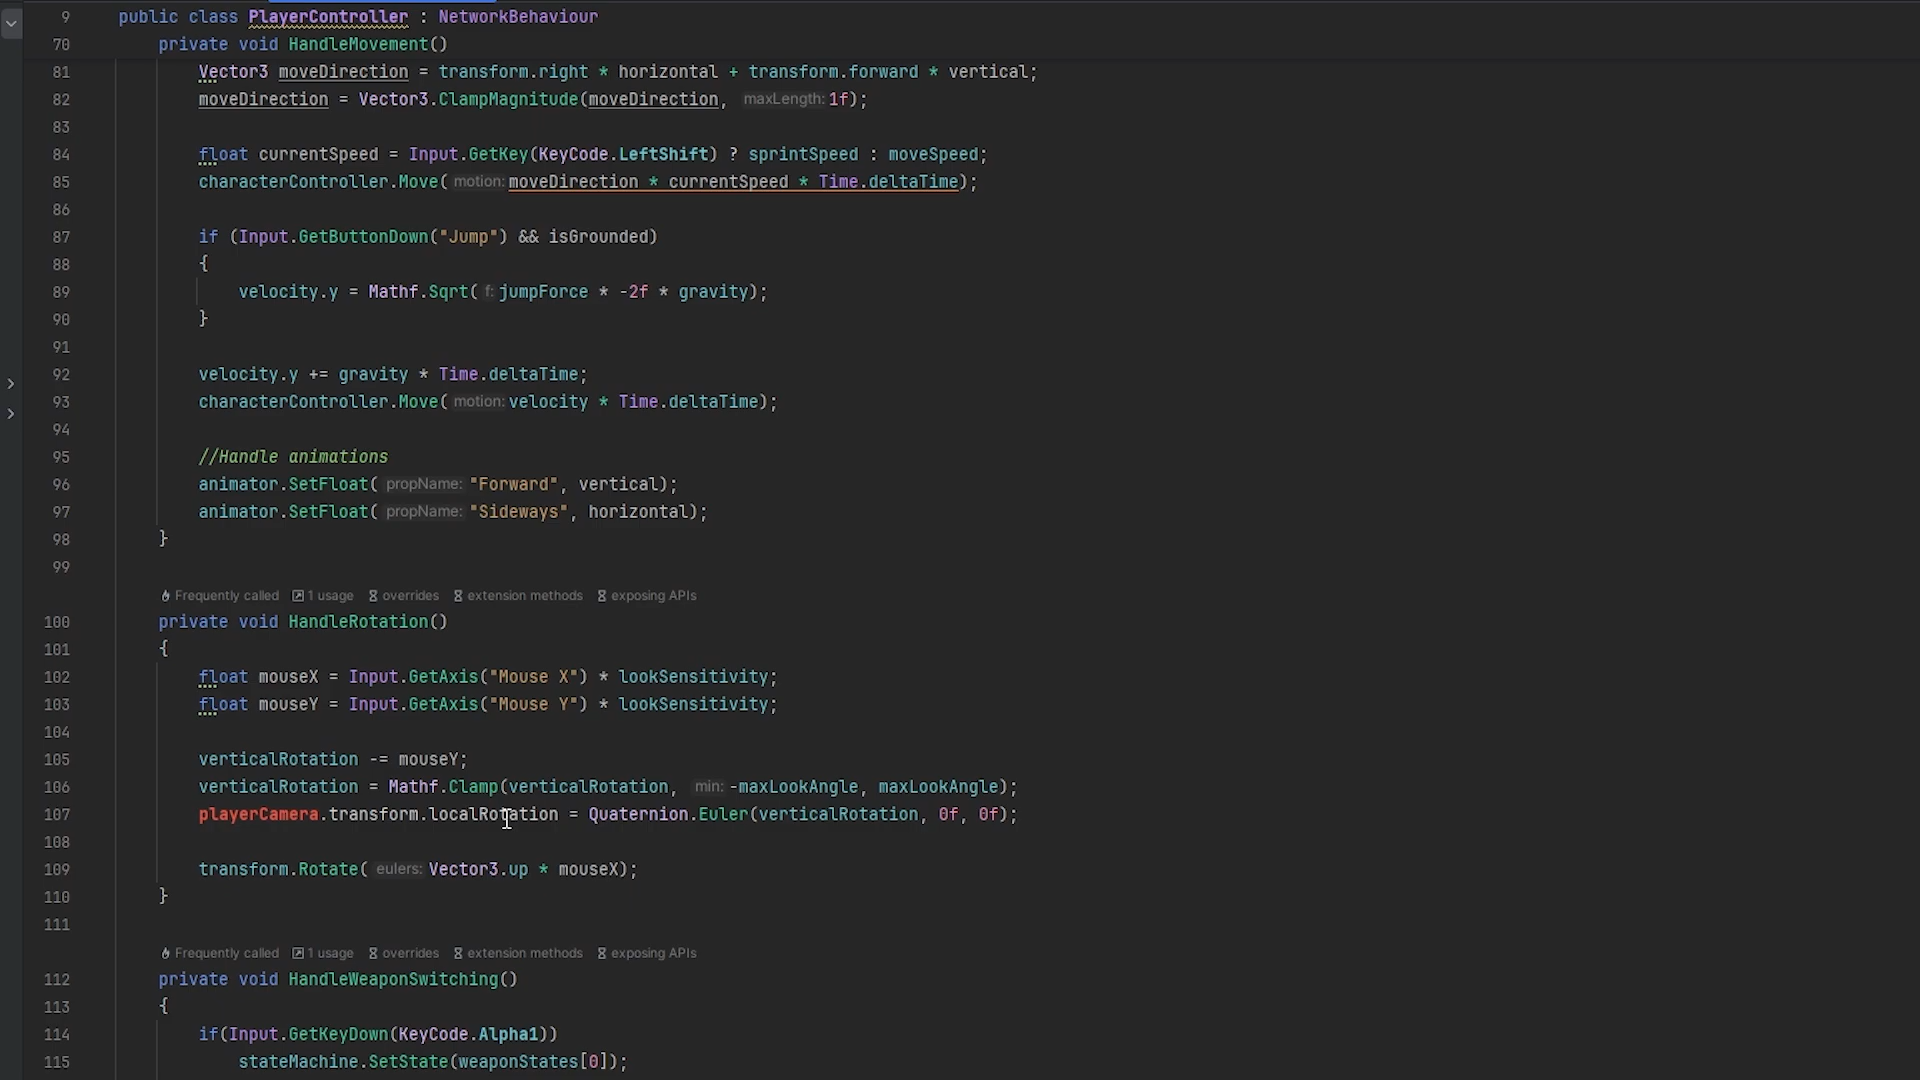 9 public class PlayerController : NetworkBehaviour
70 private void HandleMovement()
81 Vector3 moveDirection = transform.right * horizontal + transform.forward * vertical;
82 moveDirection = Vector3.ClampMagnitude(moveDirection, maxLength: 1f);
83
84 float currentSpeed = Input.GetKey(KeyCode.LeftShift) ? sprintSpeed : moveSpeed;
85 characterController.Move( motion: moveDirection * currentSpeed * Time.deltaTime);
86
87 if (Input.GetButtonDown("Jump") && isGrounded)
88 {
89 velocity.y = Mathf.Sqrt( f: jumpForce * -2f * gravity);
90 }
91
92 velocity.y += gravity * Time.deltaTime;
93 characterController.Move( motion: velocity * Time.deltaTime);
94
95 //Handle animations
96 animator.SetFloat( propName: "Forward", vertical);
97 animator.SetFloat( propName: "Sideways", horizontal);
98 }
99
Frequently called 1 usage overrides extension methods exposing APIs
100 private void HandleRotation()
101 {
102 float mouseX = Input.GetAxis("Mouse X") * lookSensitivity;
103 float mouseY = Input.GetAxis("Mouse Y") * lookSensitivity;
104
105 verticalRotation -= mouseY;
106 verticalRotation = Mathf.Clamp(verticalRotation, min: -maxLookAngle, maxLookAngle);
107 playerCamera.transform.localRotation = Quaternion.Euler(verticalRotation, 0f, 0f);
108
109 transform.Rotate( eulers: Vector3.up * mouseX);
110 }
111
Frequently called 1 usage overrides extension methods exposing APIs
112 private void HandleWeaponSwitching()
113 {
114 if(Input.GetKeyDown(KeyCode.Alpha1))
115 stateMachine.SetState(weaponStates[0]);